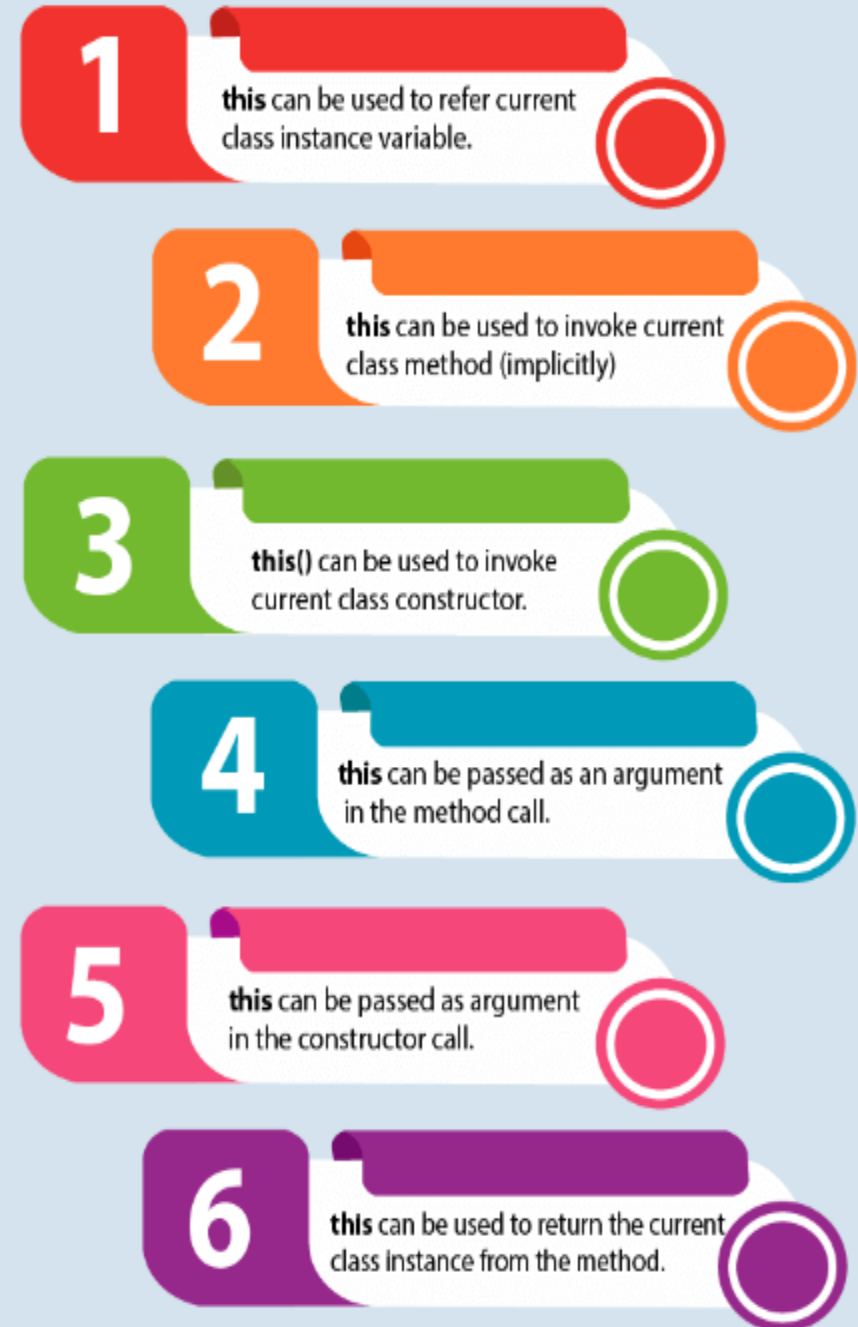 1
this can be used to refer current
class instance variable.
2
this can be used to invoke current
class method (implicitly)
3
this() can be used to invoke
current class constructor.
4
this can be passed as an argument
in the method call.
5
this can be passed as argument
in the constructor call.
6
this can be used to return the current
class instance from the method.